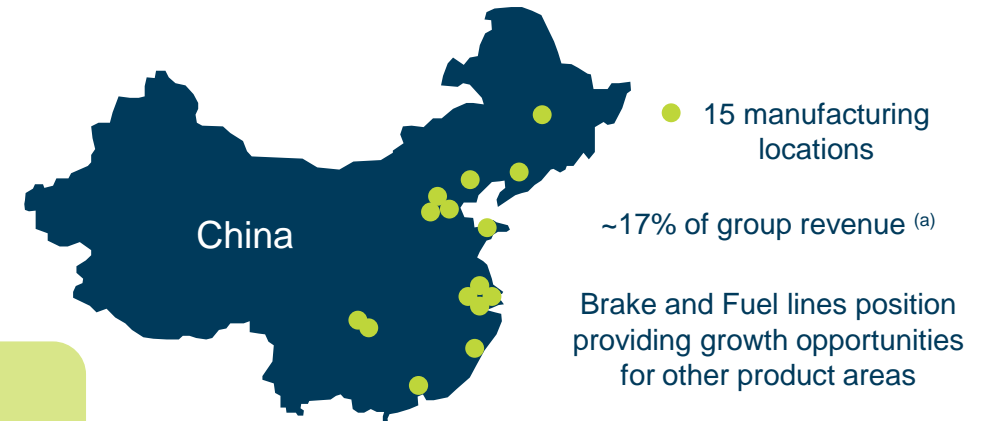 China
15 manufacturing
locations
~17% of group revenue (a)
Brake and Fuel lines position
providing growth opportunities
for other product areas